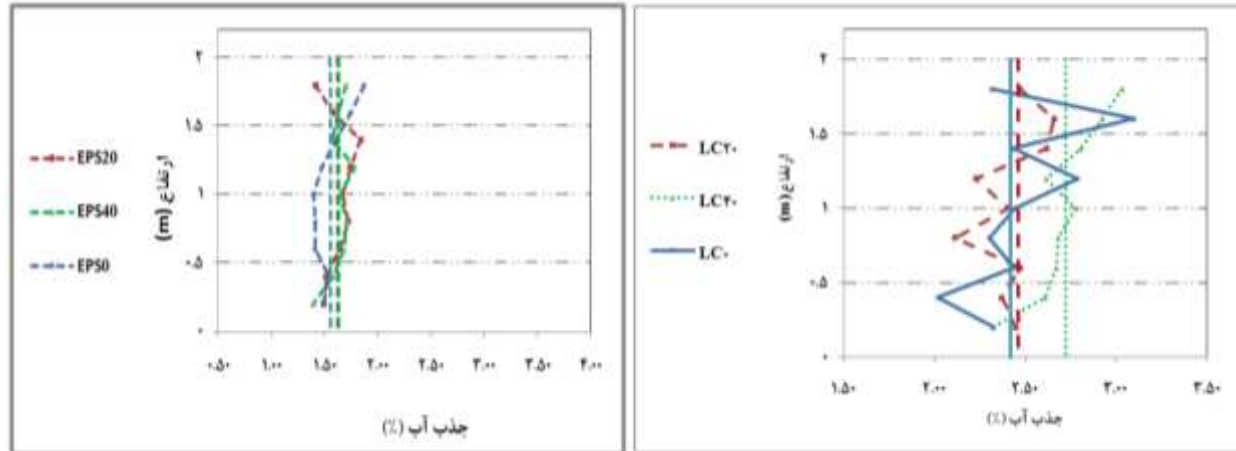 ۲
۱.۵
۱
۰.۵
۰
ارتفاع (m)
۰.۵۰ ۱.۰۰ ۱.۵۰ ۲.۰۰ ۲.۵۰ ۳.۰۰ ۳.۵۰ ۴.۰۰
جذب آب (٪)
EPS20
EPS40
EPS0
۲
۱.۵
۱
۰.۵
۰
ارتفاع (m)
۱.۵۰ ۲.۰۰ ۲.۵۰ ۳.۰۰ ۳.۵۰
جذب آب (٪)
LC۲۰
LC۴۰
LC۰